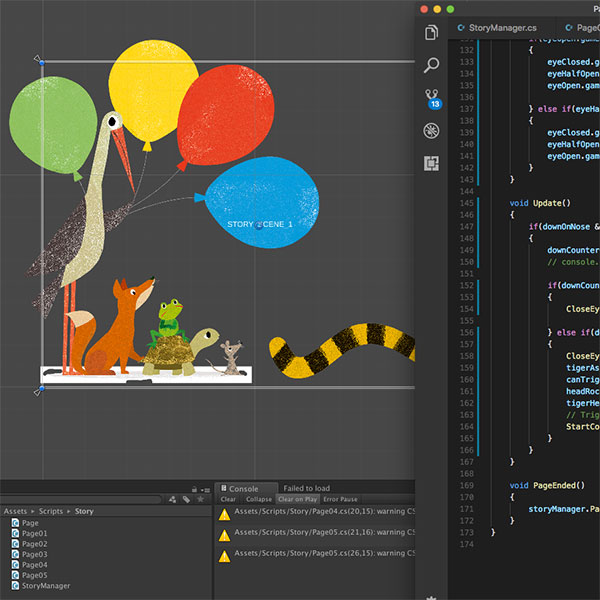 STORY SCENE 1
Console
Failed to load
Clear
Collapse
Clear on Play
Error Pause
Assets/Scripts/Story/Page04.cs(20,15): warning CS
Assets/Scripts/Story/Page05.cs(21,16): warning CS
Assets/Scripts/Story/Page05.cs(26,15): warning CS
Assets ▸ Scripts ▸ Story
Page
Page01
Page02
Page03
Page04
Page05
StoryManager
Pa
StoryManager.cs
Page0
13
131 if(eyeOpen.game
132 {
133 eyeClosed.g
134 eyeHalfOpen
135 eyeOpen.gam
136
137 } else if(eyeHa
138 {
139 eyeClosed.g
140 eyeHalfOpen
141 eyeOpen.gam
142 }
143 }
144
145 void Update()
146 {
147 if(downOnNose &
148 {
149 downCounter
150 // console.
151
152 if(downCoun
153 {
154 CloseEy
155
156 } else if(d
157 {
158 CloseEy
159 tigerAs
160 canTrig
161 headRoc
162 tigerHe
163 // Trig
164 StartCo
165 }
166 }
167 }
168
169 void PageEnded()
170 {
171 storyManager.Pa
172 }
173 }
174